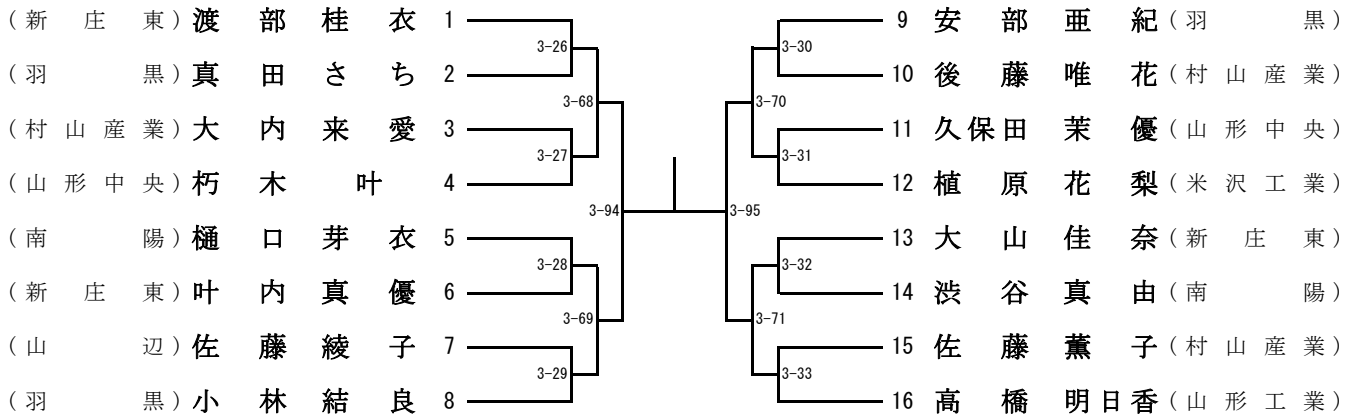 (新庄東) 渡部桂衣 1
(羽黒) 真田さち 2
(村山産業) 大内来愛 3
(山形中央) 朽木叶 4
(南陽) 樋口芽衣 5
(新庄東) 叶内真優 6
(山辺) 佐藤綾子 7
(羽黒) 小林結良 8
3-26
3-27
3-28
3-29
3-68
3-69
3-94
3-95
3-70
3-71
3-30
3-31
3-32
3-33
9 安部亜紀 (羽黒)
10 後藤唯花 (村山産業)
11 久保田茉優 (山形中央)
12 植原花梨 (米沢工業)
13 大山佳奈 (新庄東)
14 渋谷真由 (南陽)
15 佐藤薫子 (村山産業)
16 高橋明日香 (山形工業)